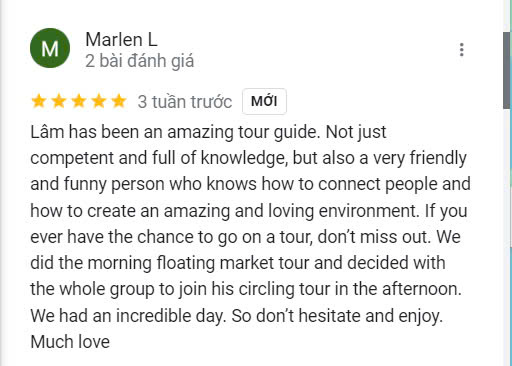 M
Marlen L
2 bài đánh giá
3 tuần trước MỚI
Lâm has been an amazing tour guide. Not just
competent and full of knowledge, but also a very friendly
and funny person who knows how to connect people and
how to create an amazing and loving environment. If you
ever have the chance to go on a tour, don’t miss out. We
did the morning floating market tour and decided with
the whole group to join his circling tour in the afternoon.
We had an incredible day. So don’t hesitate and enjoy.
Much love